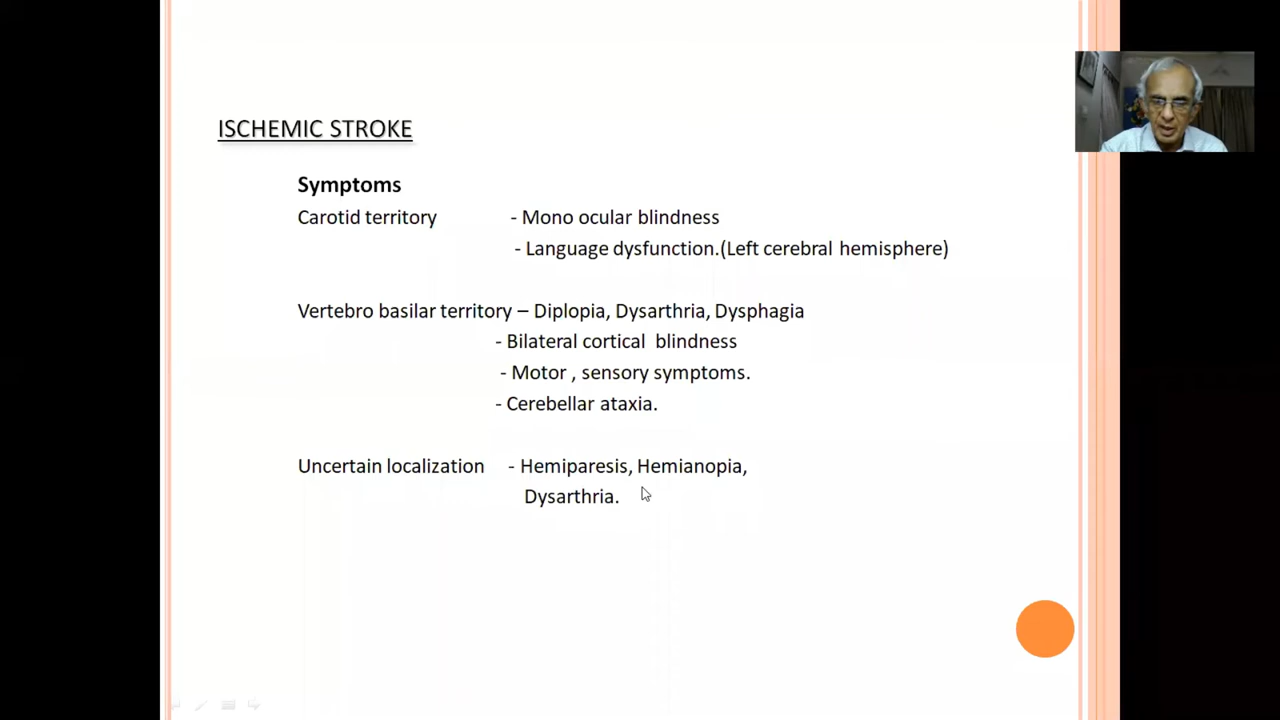 ISCHEMIC STROKE
Symptoms
Carotid territory - Mono ocular blindness
- Language dysfunction.(Left cerebral hemisphere)
Vertebro basilar territory – Diplopia, Dysarthria, Dysphagia
- Bilateral cortical blindness
- Motor , sensory symptoms.
- Cerebellar ataxia.
Uncertain localization - Hemiparesis, Hemianopia,
Dysarthria.